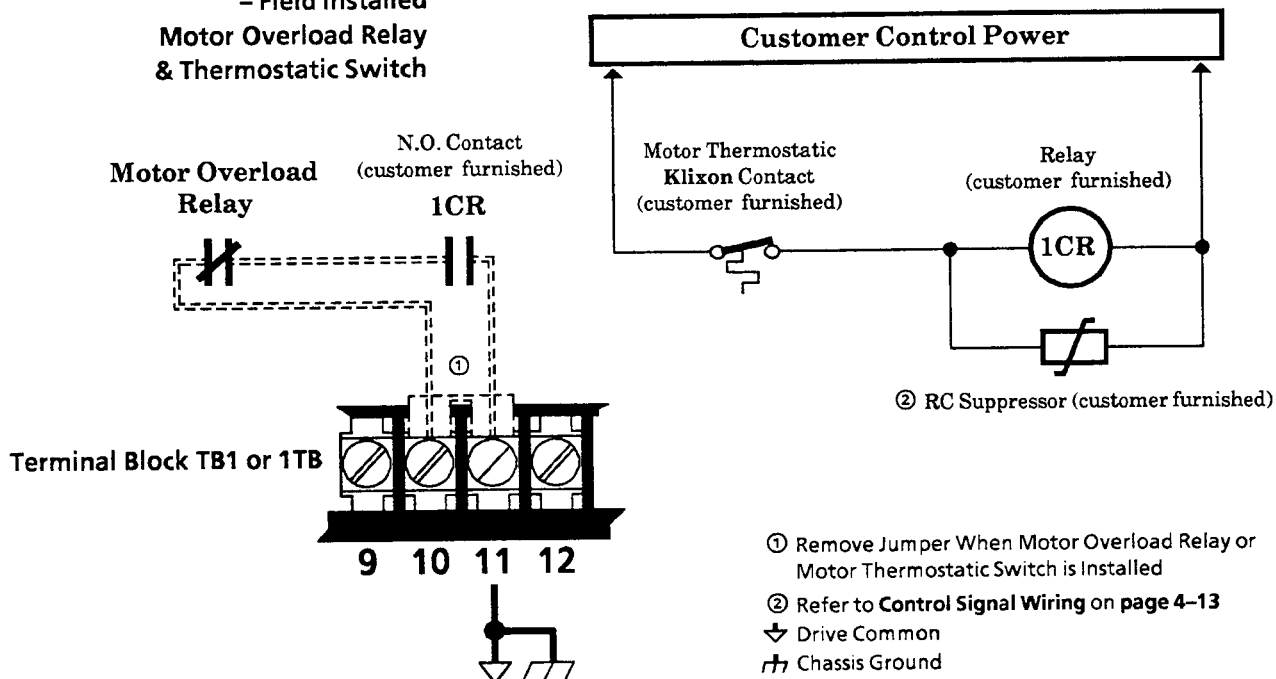 – Field Installed
Motor Overload Relay
& Thermostatic Switch
Customer Control Power
Motor Overload
Relay
N.O. Contact
(customer furnished)
1CR
Motor Thermostatic
Klixon Contact
(customer furnished)
Relay
(customer furnished)
1CR
② RC Suppressor (customer furnished)
①
Terminal Block TB1 or 1TB
9 10 11 12
① Remove Jumper When Motor Overload Relay or
Motor Thermostatic Switch is Installed
② Refer to Control Signal Wiring on page 4–13
Drive Common
Chassis Ground